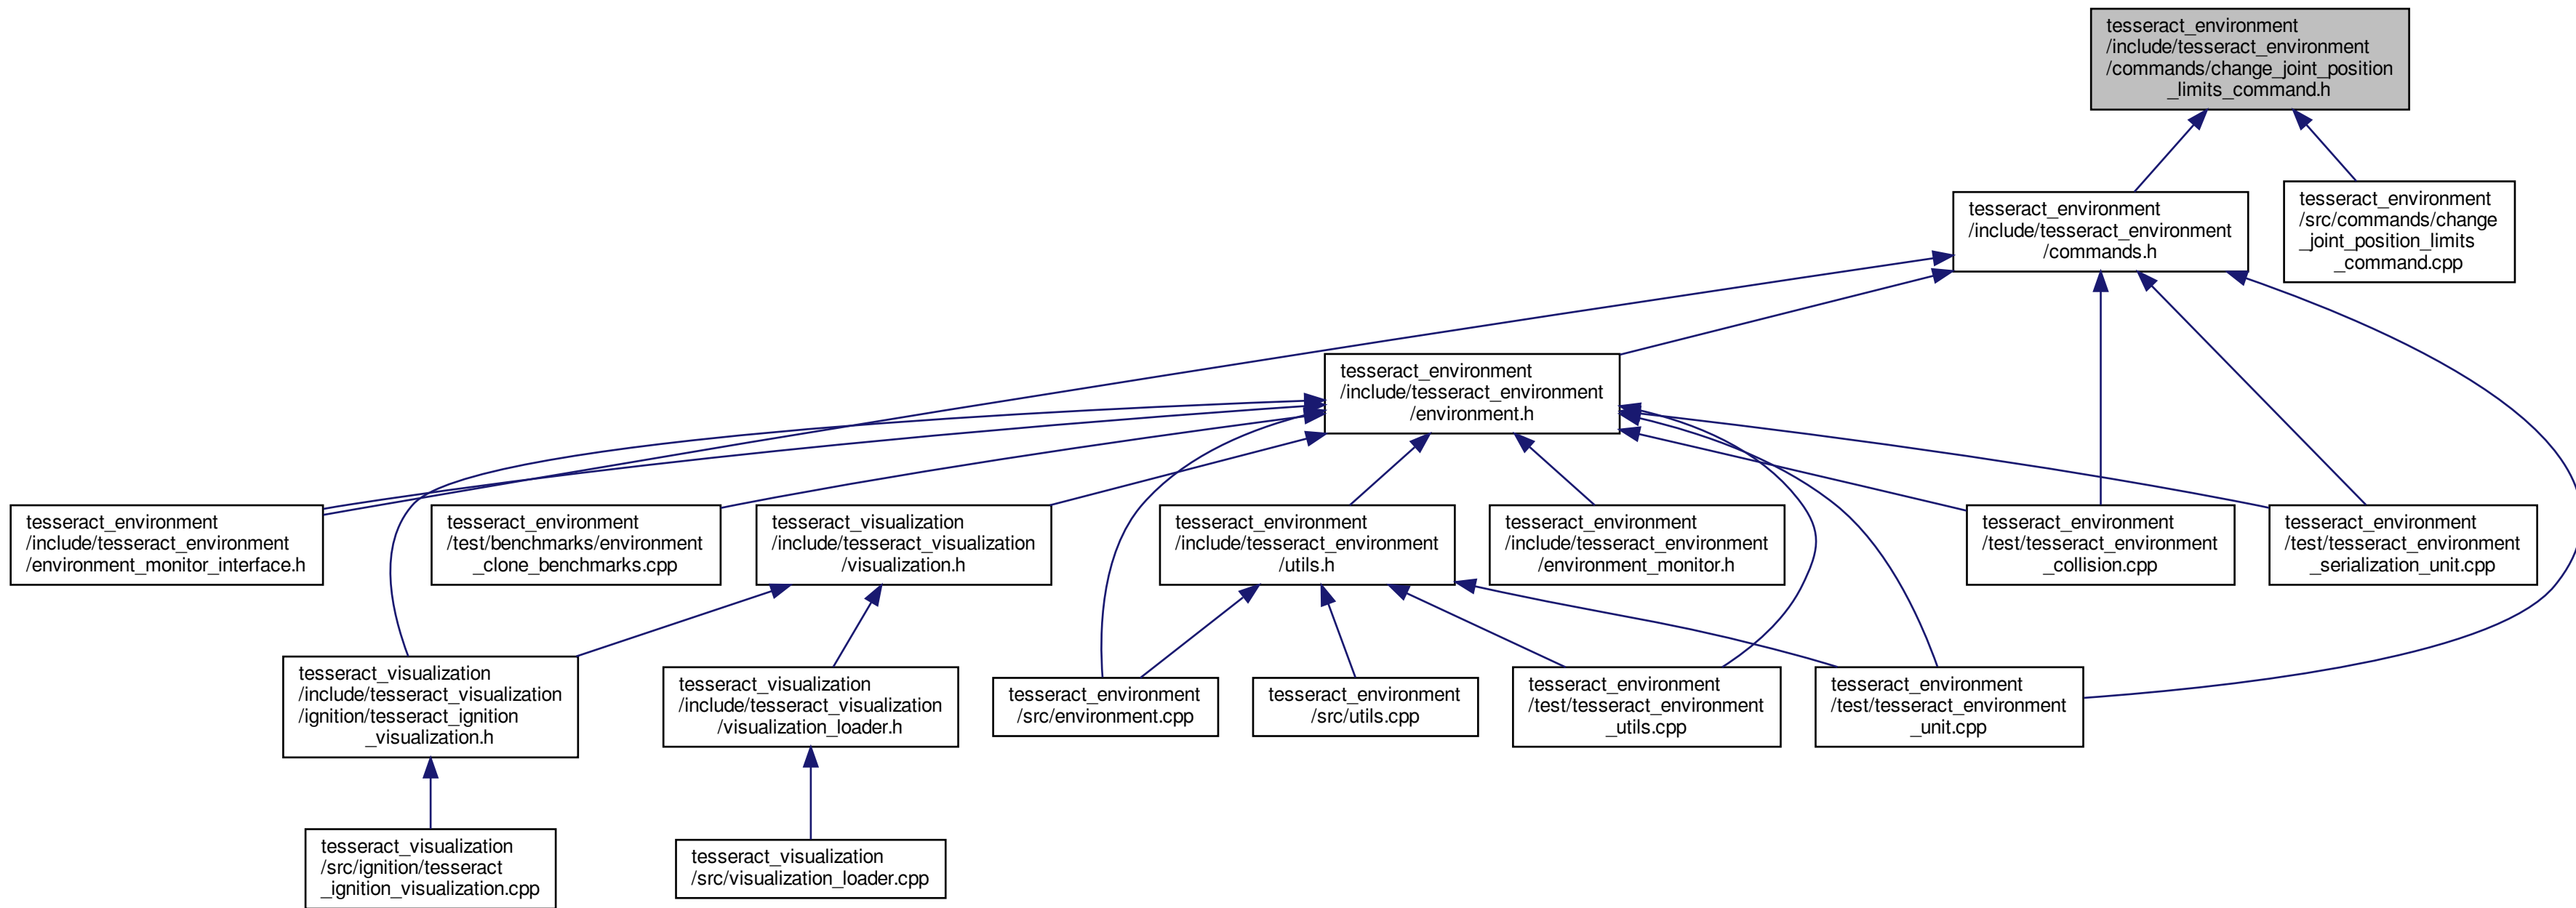 tesseract_environment
/include/tesseract_environment
/commands/change_joint_position
_limits_command.h
tesseract_environment
/include/tesseract_environment
/commands.h
tesseract_environment
/src/commands/change
_joint_position_limits
_command.cpp
tesseract_environment
/include/tesseract_environment
/environment.h
tesseract_environment
/include/tesseract_environment
/environment_monitor_interface.h
tesseract_environment
/test/benchmarks/environment
_clone_benchmarks.cpp
tesseract_visualization
/include/tesseract_visualization
/visualization.h
tesseract_environment
/include/tesseract_environment
/utils.h
tesseract_environment
/include/tesseract_environment
/environment_monitor.h
tesseract_environment
/test/tesseract_environment
_collision.cpp
tesseract_environment
/test/tesseract_environment
_serialization_unit.cpp
tesseract_visualization
/include/tesseract_visualization
/ignition/tesseract_ignition
_visualization.h
tesseract_visualization
/include/tesseract_visualization
/visualization_loader.h
tesseract_environment
/src/environment.cpp
tesseract_environment
/src/utils.cpp
tesseract_environment
/test/tesseract_environment
_utils.cpp
tesseract_environment
/test/tesseract_environment
_unit.cpp
tesseract_visualization
/src/ignition/tesseract
_ignition_visualization.cpp
tesseract_visualization
/src/visualization_loader.cpp